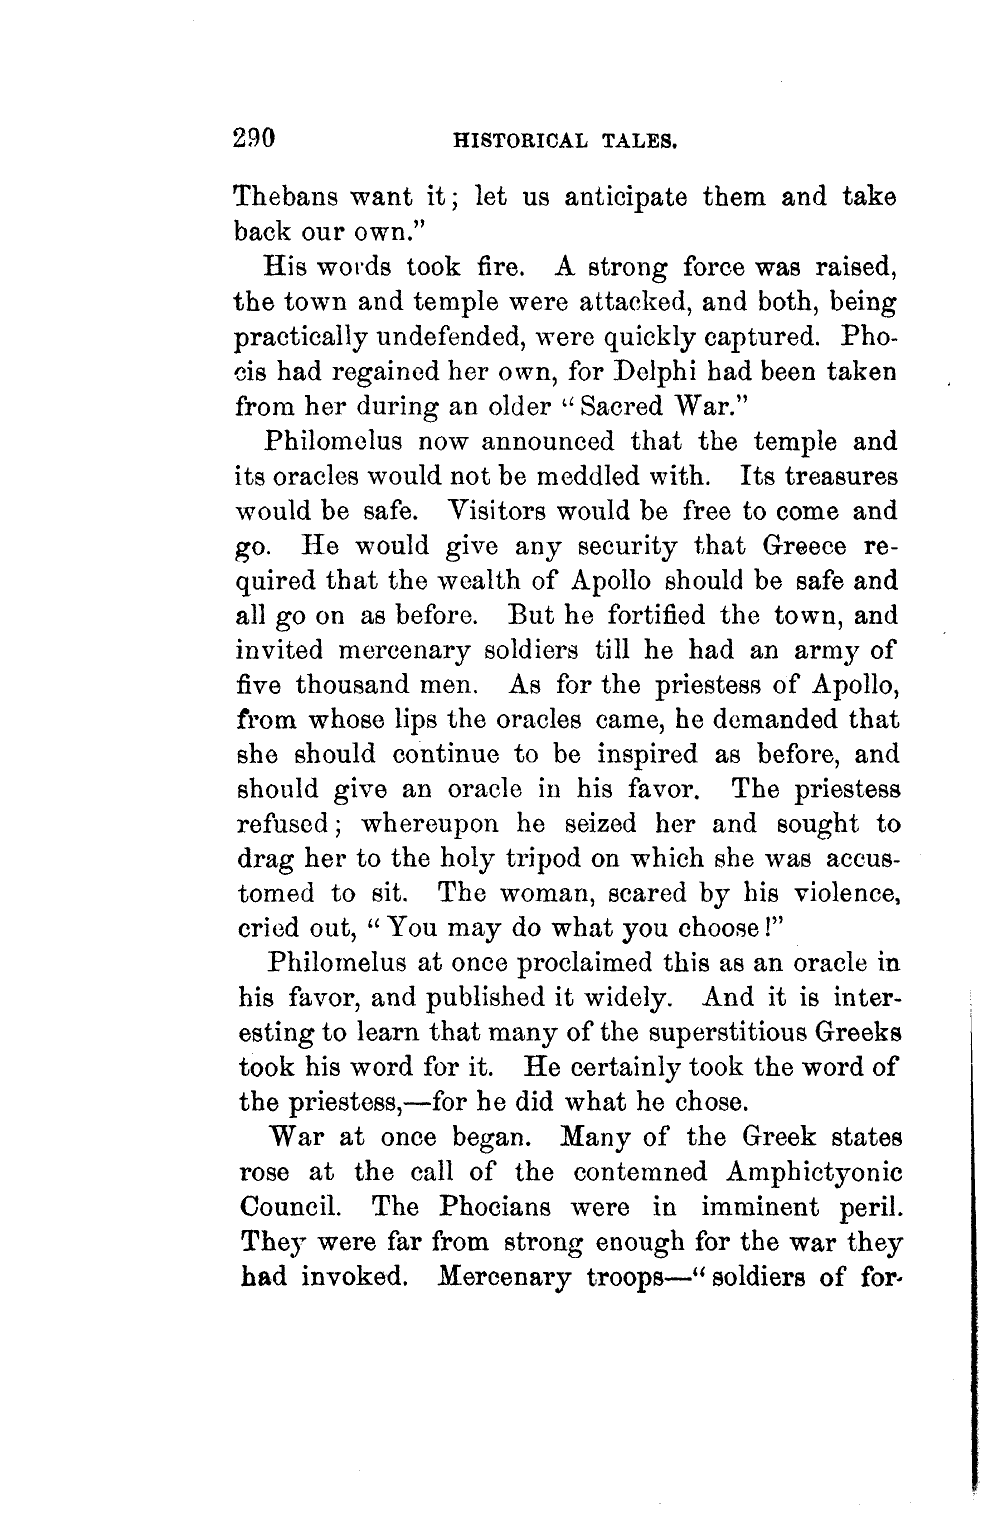 290 HISTORICAL TALES.
Thebans want it; let us anticipate them and take
back our own.”
His words took fire. A strong force was raised,
the town and temple were attacked, and both, being
practically undefended, were quickly captured. Pho-
cis had regained her own, for Delphi had been taken
from her during an older “Sacred War.”
Philomelus now announced that the temple and
its oracles would not be meddled with. Its treasures
would be safe. Visitors would be free to come and
go. He would give any security that Greece re-
quired that the wealth of Apollo should be safe and
all go on as before. But he fortified the town, and
invited mercenary soldiers till he had an army of
five thousand men. As for the priestess of Apollo,
from whose lips the oracles came, he demanded that
she should continue to be inspired as before, and
should give an oracle in his favor. The priestess
refused; whereupon he seized her and sought to
drag her to the holy tripod on which she was accus-
tomed to sit. The woman, scared by his violence,
cried out, “You may do what you choose!”
Philomelus at once proclaimed this as an oracle in
his favor, and published it widely. And it is inter-
esting to learn that many of the superstitious Greeks
took his word for it. He certainly took the word of
the priestess,—for he did what he chose.
War at once began. Many of the Greek states
rose at the call of the contemned Amphictyonic
Council. The Phocians were in imminent peril.
They were far from strong enough for the war they
had invoked. Mercenary troops—“soldiers of for-